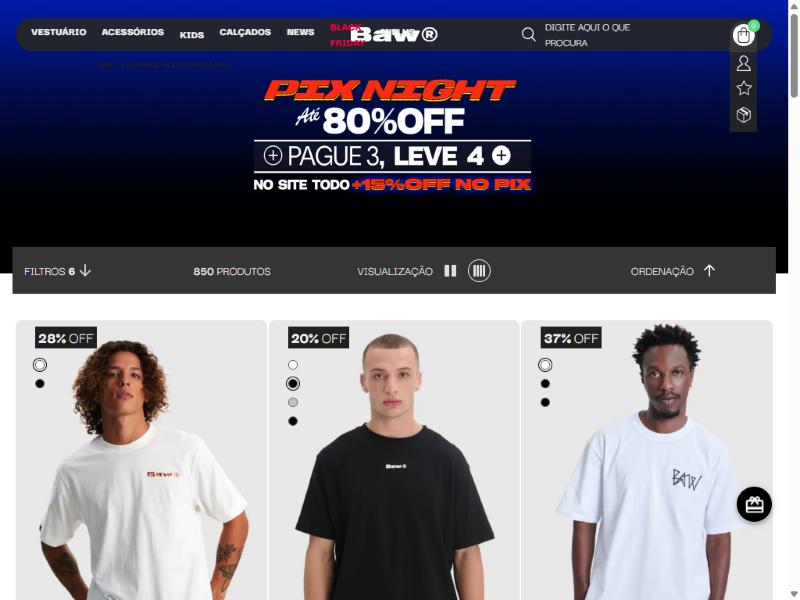 VESTUÁRIO ACESSÓRIOS KIDS CALÇADOS NEWS BLACK FRIDAY
Baw®
DIGITE AQUI O QUE PROCURA
0
PIX NIGHT
Até 80%OFF
PAGUE 3, LEVE 4
NO SITE TODO +15%OFF NO PIX
FILTROS 6 850 PRODUTOS VISUALIZAÇÃO ORDENAÇÃO
28% OFF 20% OFF 37% OFF
Baw® Baw® BAW